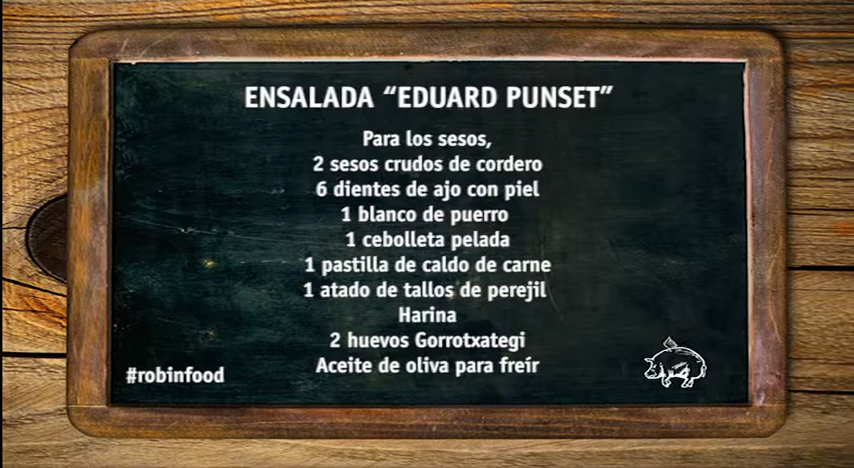 ENSALADA “EDUARD PUNSET”
Para los sesos,
2 sesos crudos de cordero
6 dientes de ajo con piel
1 blanco de puerro
1 cebolleta pelada
1 pastilla de caldo de carne
1 atado de tallos de perejil
Harina
2 huevos Gorrotxategi
Aceite de oliva para freír
#robinfood